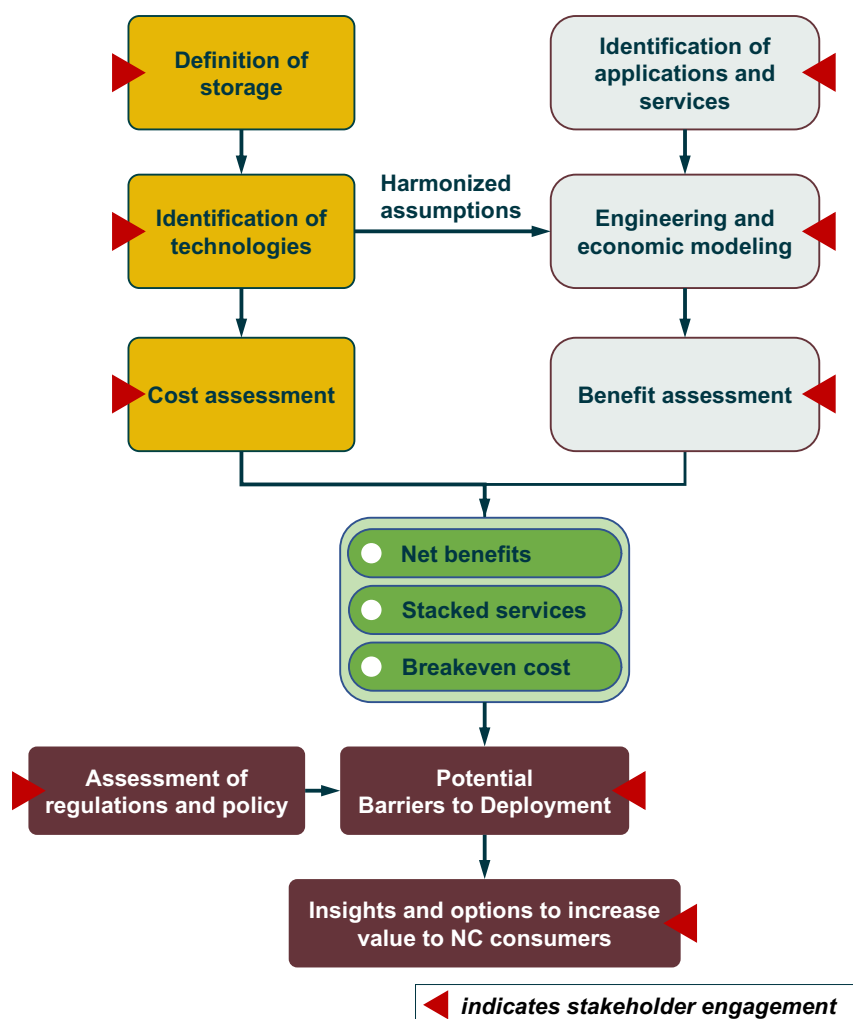 Definition of
storage
Identification of
applications and
services
Identification of
technologies
Harmonized
assumptions
Engineering and
economic modeling
Cost assessment
Benefit assessment
Net benefits
Stacked services
Breakeven cost
Assessment of
regulations and policy
Potential
Barriers to Deployment
Insights and options to increase
value to NC consumers
indicates stakeholder engagement